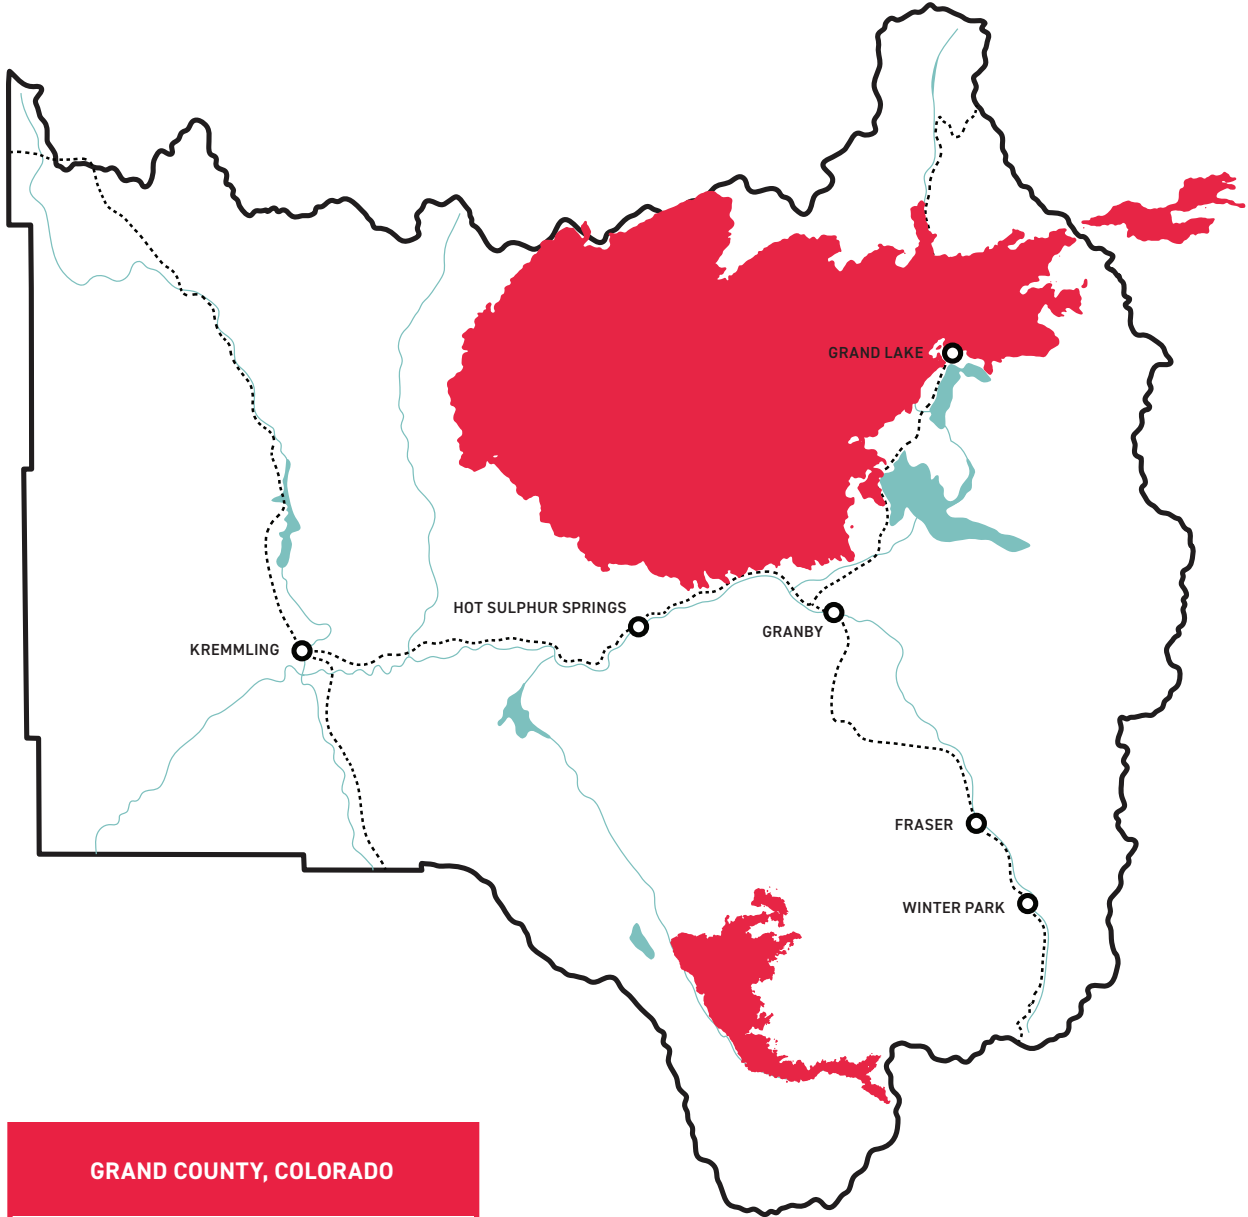 GRAND LAKE
HOT SULPHUR SPRINGS
GRANBY
KREMMLING
FRASER
WINTER PARK
GRAND COUNTY, COLORADO